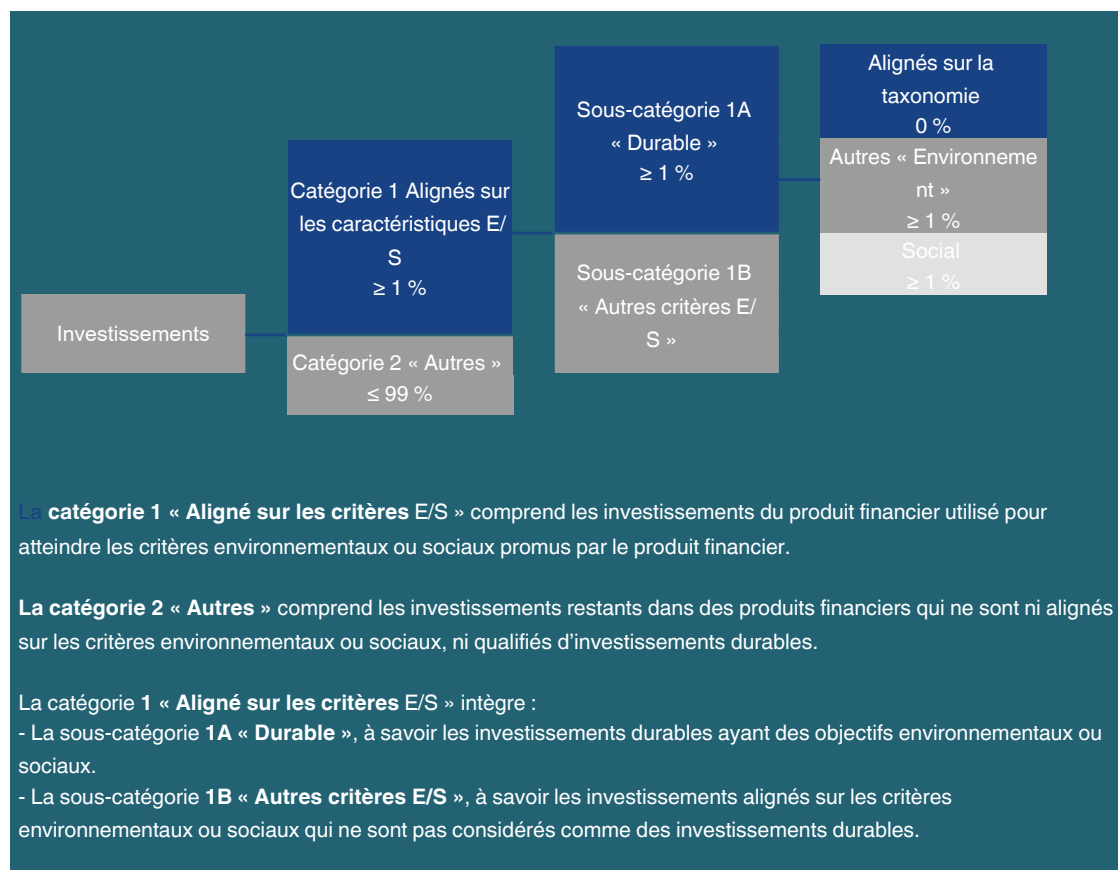 Investissements
Catégorie 1 Alignés sur
les caractéristiques E/
S
≥ 1 %
Catégorie 2 « Autres »
≤ 99 %
Sous-catégorie 1A
« Durable »
≥ 1 %
Sous-catégorie 1B
« Autres critères E/
S »
Alignés sur la
taxonomie
0 %
Autres « Environneme
nt »
≥ 1 %
Social
≥ 1 %
La catégorie 1 « Aligné sur les critères E/S » comprend les investissements du produit financier utilisé pour
atteindre les critères environnementaux ou sociaux promus par le produit financier.
La catégorie 2 « Autres » comprend les investissements restants dans des produits financiers qui ne sont ni alignés
sur les critères environnementaux ou sociaux, ni qualifiés d’investissements durables.
La catégorie 1 « Aligné sur les critères E/S » intègre :
- La sous-catégorie 1A « Durable », à savoir les investissements durables ayant des objectifs environnementaux ou
sociaux.
- La sous-catégorie 1B « Autres critères E/S », à savoir les investissements alignés sur les critères
environnementaux ou sociaux qui ne sont pas considérés comme des investissements durables.